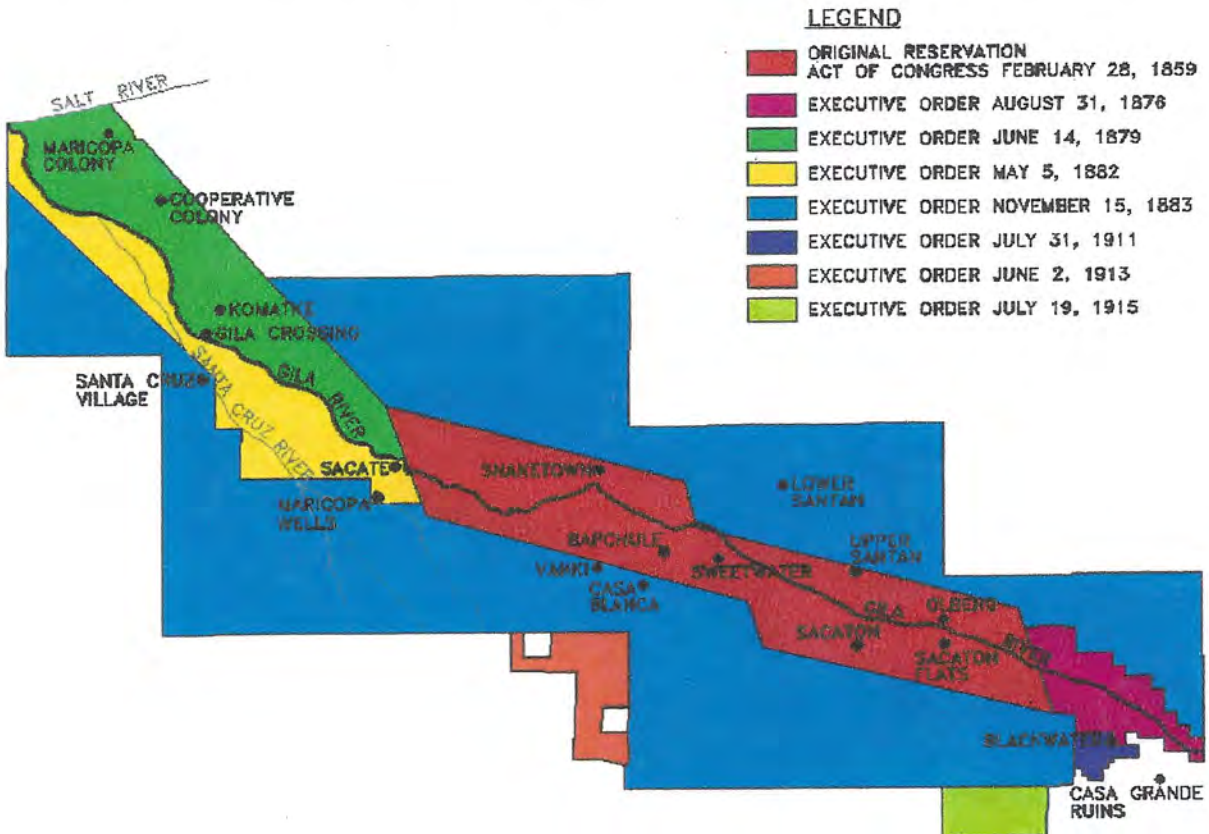 LEGEND
ORIGINAL RESERVATION
ACT OF CONGRESS FEBRUARY 28, 1859
EXECUTIVE ORDER AUGUST 31, 1876
EXECUTIVE ORDER JUNE 14, 1879
EXECUTIVE ORDER MAY 5, 1882
EXECUTIVE ORDER NOVEMBER 15, 1883
EXECUTIVE ORDER JULY 31, 1911
EXECUTIVE ORDER JUNE 2, 1913
EXECUTIVE ORDER JULY 19, 1915
SALT RIVER
MARICOPA
COLONY
COOPERATIVE
COLONY
KOMATKE
GILA CROSSING
SANTA CRUZ
VILLAGE
SANTA CRUZ RIVER
GILA RIVER
SACATE
MARICOPA
WELLS
SNAKETOWN
LOWER
SANTAN
BAPCHULE
SWEETWATER
UPPER
SANTAN
VAHKI
CASA
BLANCA
GILA RIVER
OLBERG
SACATON
SACATON
FLATS
BLACKWATER
CASA GRANDE
RUINS